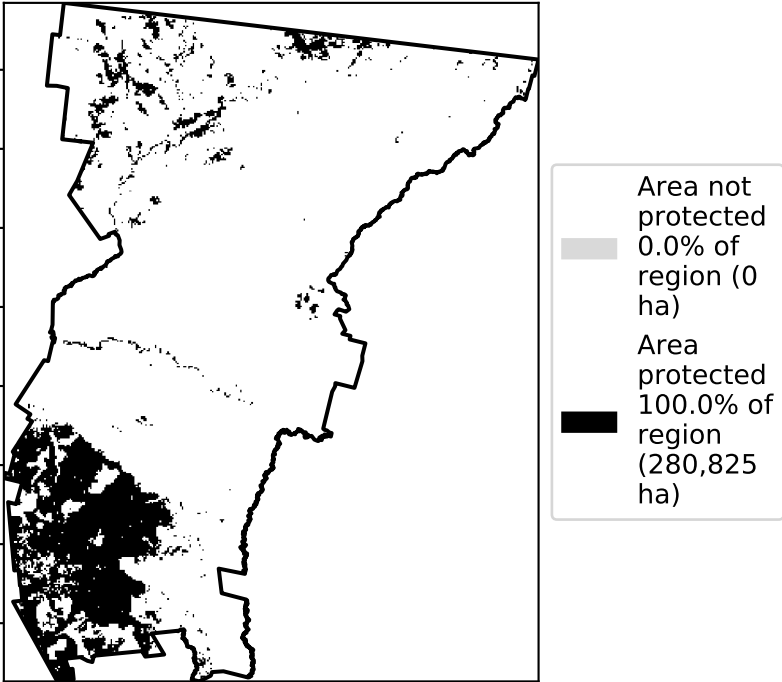 Area not
protected
0.0% of
region (0
ha)
Area
protected
100.0% of
region
(280,825
ha)